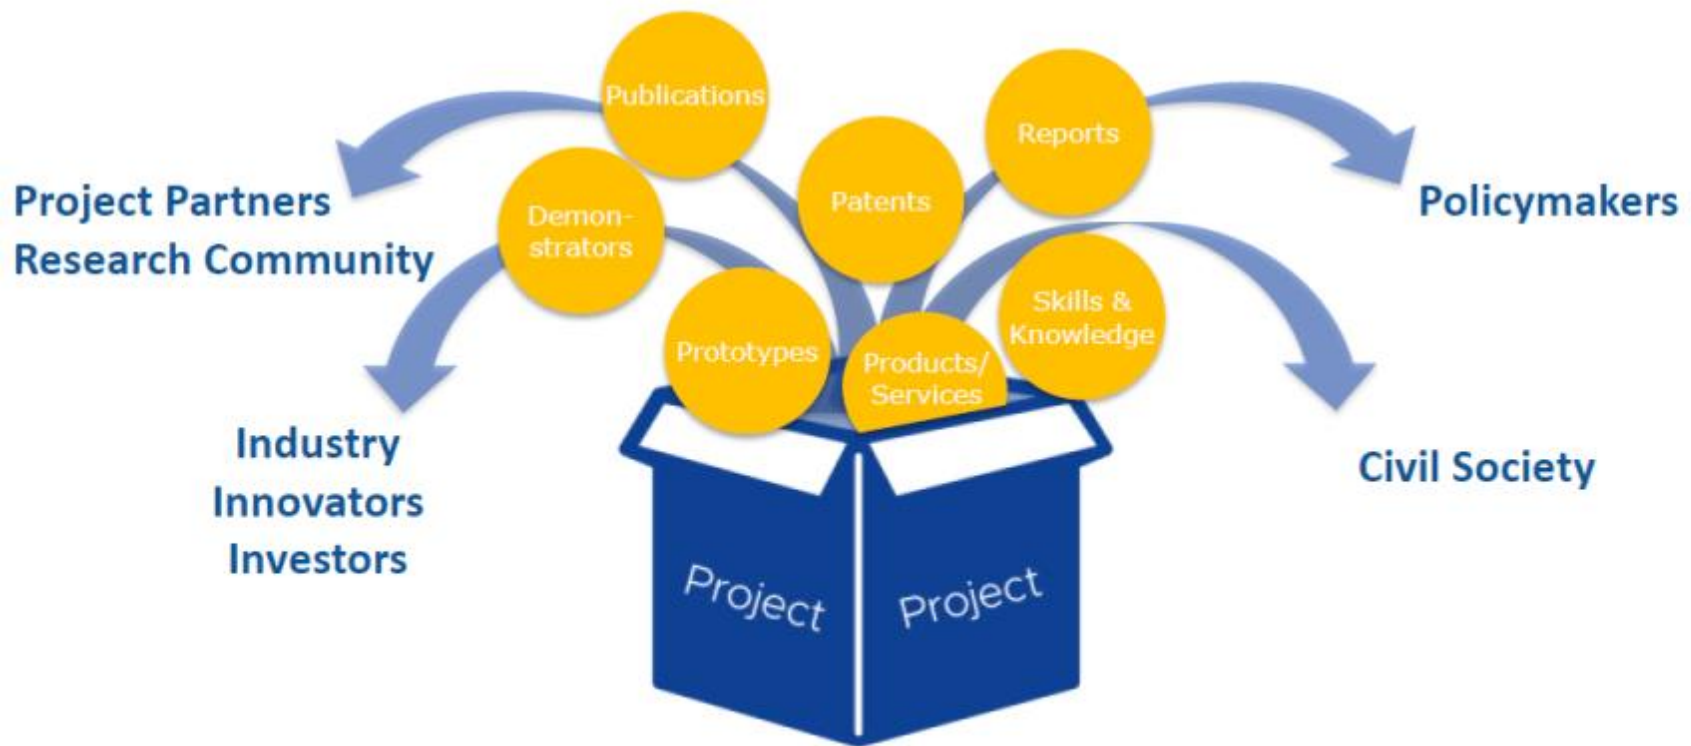 Publications
Reports
Patents
Demon-
strators
Project Partners
Research Community
Policymakers
Skills &
Knowledge
Prototypes
Products/
Services
Industry
Innovators
Investors
Civil Society
Project
Project